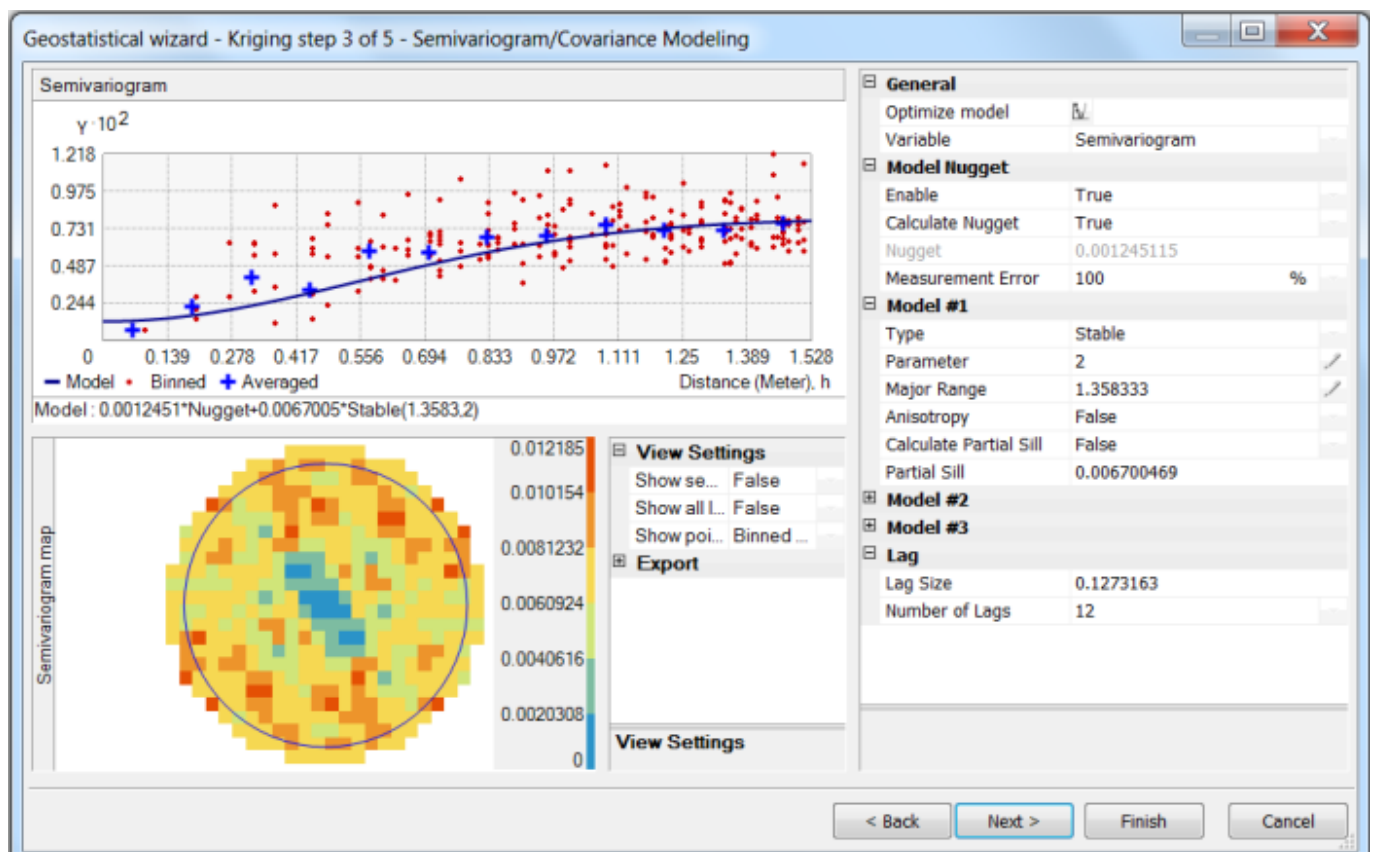 Geostatistical wizard - Kriging step 3 of 5 - Semivariogram/Covariance Modeling
Semivariogram
γ·10²
1.218
0.975
0.731
0.487
0.244
0 0.139 0.278 0.417 0.556 0.694 0.833 0.972 1.111 1.25 1.389 1.528
Model Binned Averaged Distance (Meter), h
Model : 0.0012451*Nugget+0.0067005*Stable(1.3583,2)
Semivariogram map
0.012185
0.010154
0.0081232
0.0060924
0.0040616
0.0020308
0
View Settings
Show se... False
Show all l... False
Show poi... Binned ...
Export
View Settings
General
Optimize model
Variable Semivariogram
Model Nugget
Enable True
Calculate Nugget True
Nugget 0.001245115
Measurement Error 100 %
Model #1
Type Stable
Parameter 2
Major Range 1.358333
Anisotropy False
Calculate Partial Sill False
Partial Sill 0.006700469
Model #2
Model #3
Lag
Lag Size 0.1273163
Number of Lags 12
< Back Next > Finish Cancel